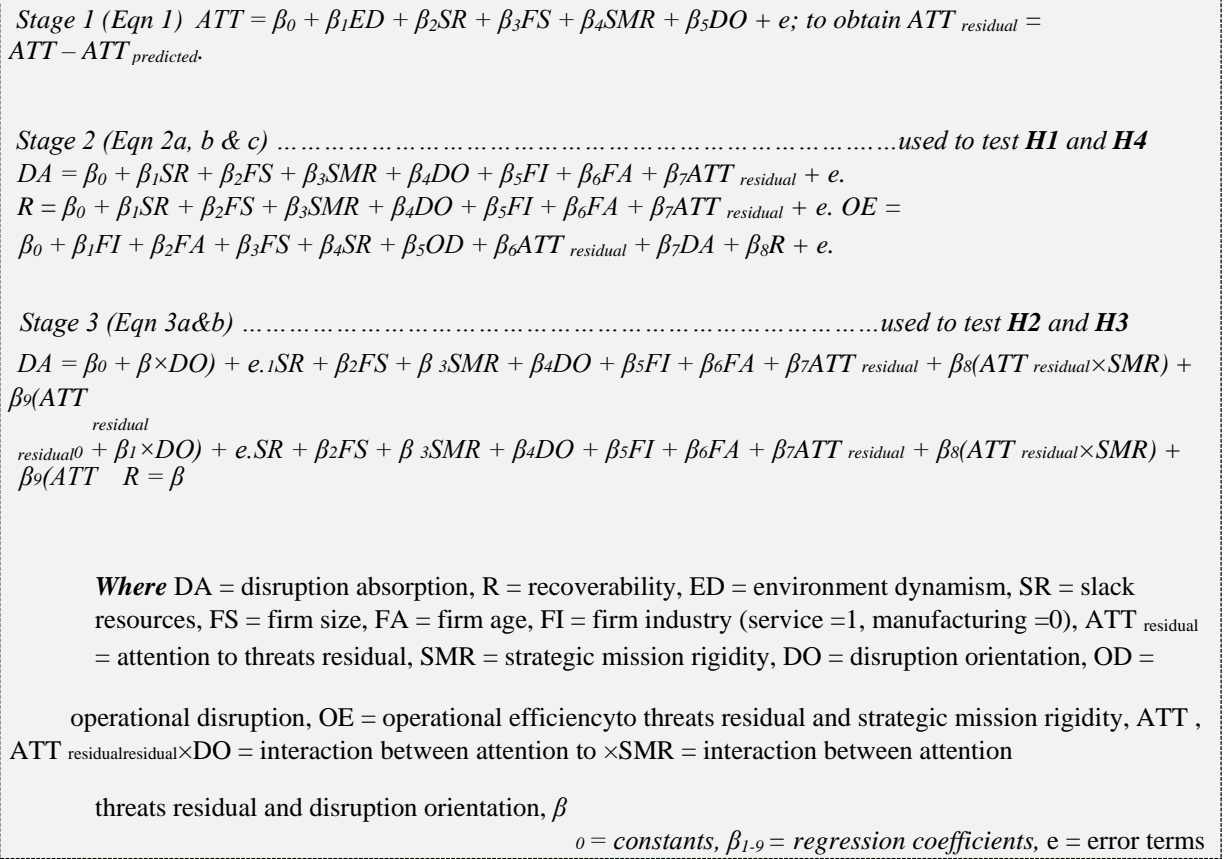 Stage 1 (Eqn 1) ATT = β0 + β1ED + β2SR + β3FS + β4SMR + β5DO + e; to obtain ATT residual =
ATT – ATT predicted.
Stage 2 (Eqn 2a, b & c) ……………………………………………………………….…used to test H1 and H4
DA = β0 + β1SR + β2FS + β3SMR + β4DO + β5FI + β6FA + β7ATT residual + e.
R = β0 + β1SR + β2FS + β3SMR + β4DO + β5FI + β6FA + β7ATT residual + e. OE =
β0 + β1FI + β2FA + β3FS + β4SR + β5OD + β6ATT residual + β7DA + β8R + e.
Stage 3 (Eqn 3a&b) ……………………………………………………………………used to test H2 and H3
DA = β0 + β×DO) + e.1SR + β2FS + β 3SMR + β4DO + β5FI + β6FA + β7ATT residual + β8(ATT residual×SMR) +
β9(ATT
residual
residual0 + β1×DO) + e.SR + β2FS + β 3SMR + β4DO + β5FI + β6FA + β7ATT residual + β8(ATT residual×SMR) +
β9(ATT R = β
Where DA = disruption absorption, R = recoverability, ED = environment dynamism, SR = slack
resources, FS = firm size, FA = firm age, FI = firm industry (service =1, manufacturing =0), ATT residual
= attention to threats residual, SMR = strategic mission rigidity, DO = disruption orientation, OD =
operational disruption, OE = operational efficiencyto threats residual and strategic mission rigidity, ATT ,
ATT residualresidual×DO = interaction between attention to ×SMR = interaction between attention
threats residual and disruption orientation, β
0 = constants, β1-9 = regression coefficients, e = error terms